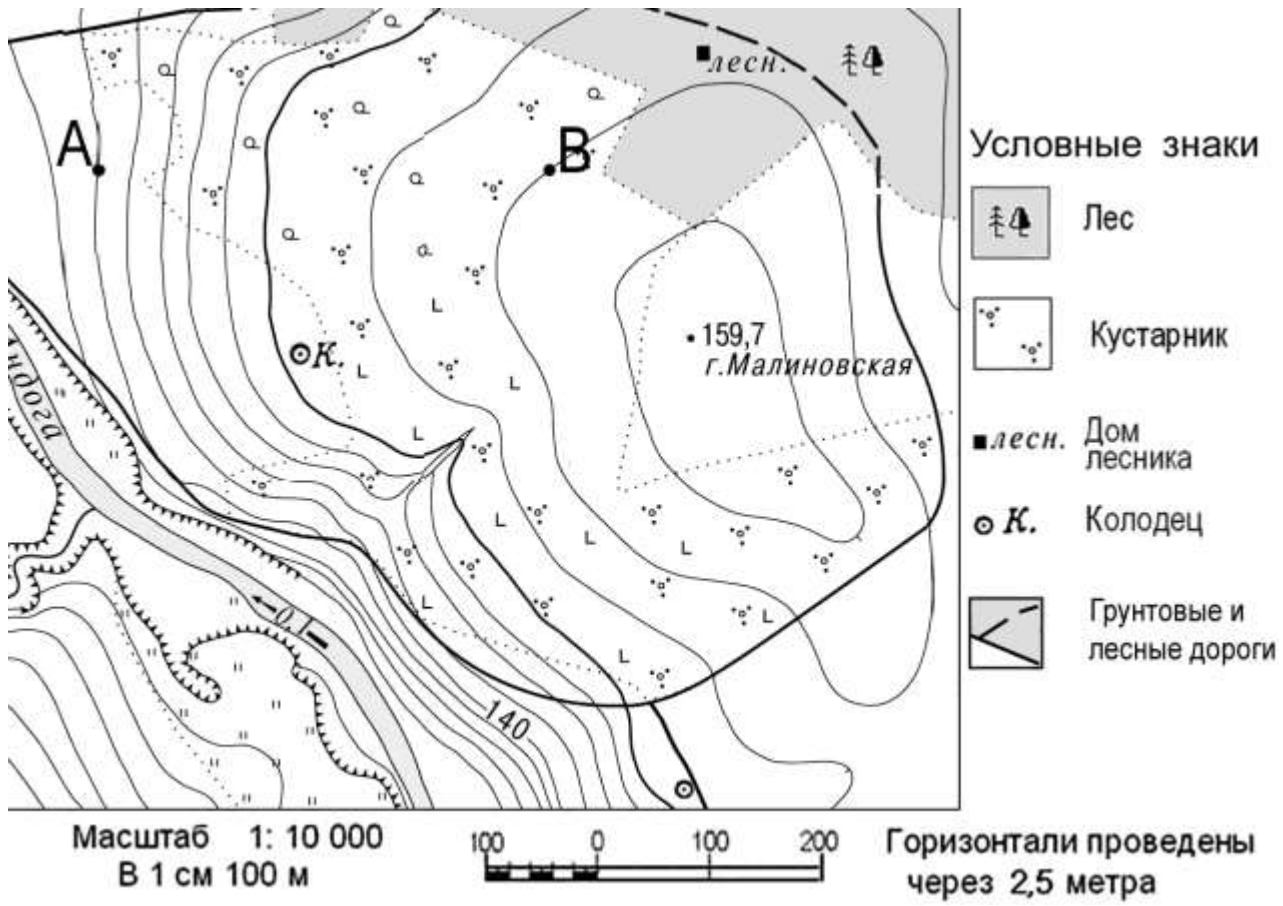 лесн.
А
В
Условные знаки
Лес
159,7
г.Малиновская
Кустарник
К.
лесн. Дом
лесника
К. Колодец
Андога
0,1
Грунтовые и
лесные дороги
140
Масштаб 1: 10 000
В 1 см 100 м
100 0 100 200
Горизонтали проведены
через 2,5 метра